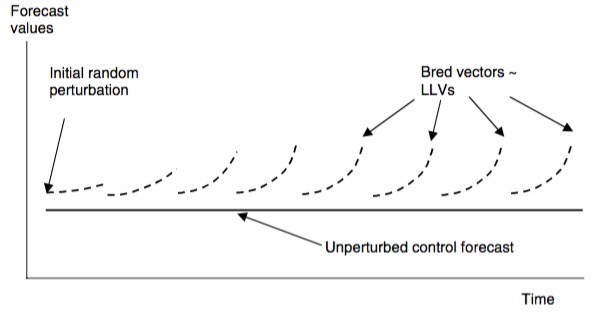 Forecast
values
Initial random
perturbation
Bred vectors ~
LLVs
Unperturbed control forecast
Time